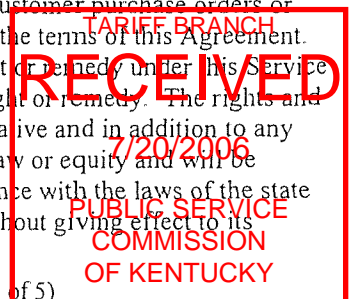 ustomer purchase orders or
TARIFF BRANCH
the terms of this Agreement.
t or remedy under this Service
RECEIVED
ght or remedy. The rights and
ative and in addition to any
7/20/2006
aw or equity and will be
nce with the laws of the state
PUBLIC SERVICE
hout giving effect to its
COMMISSION
OF KENTUCKY
of 5)